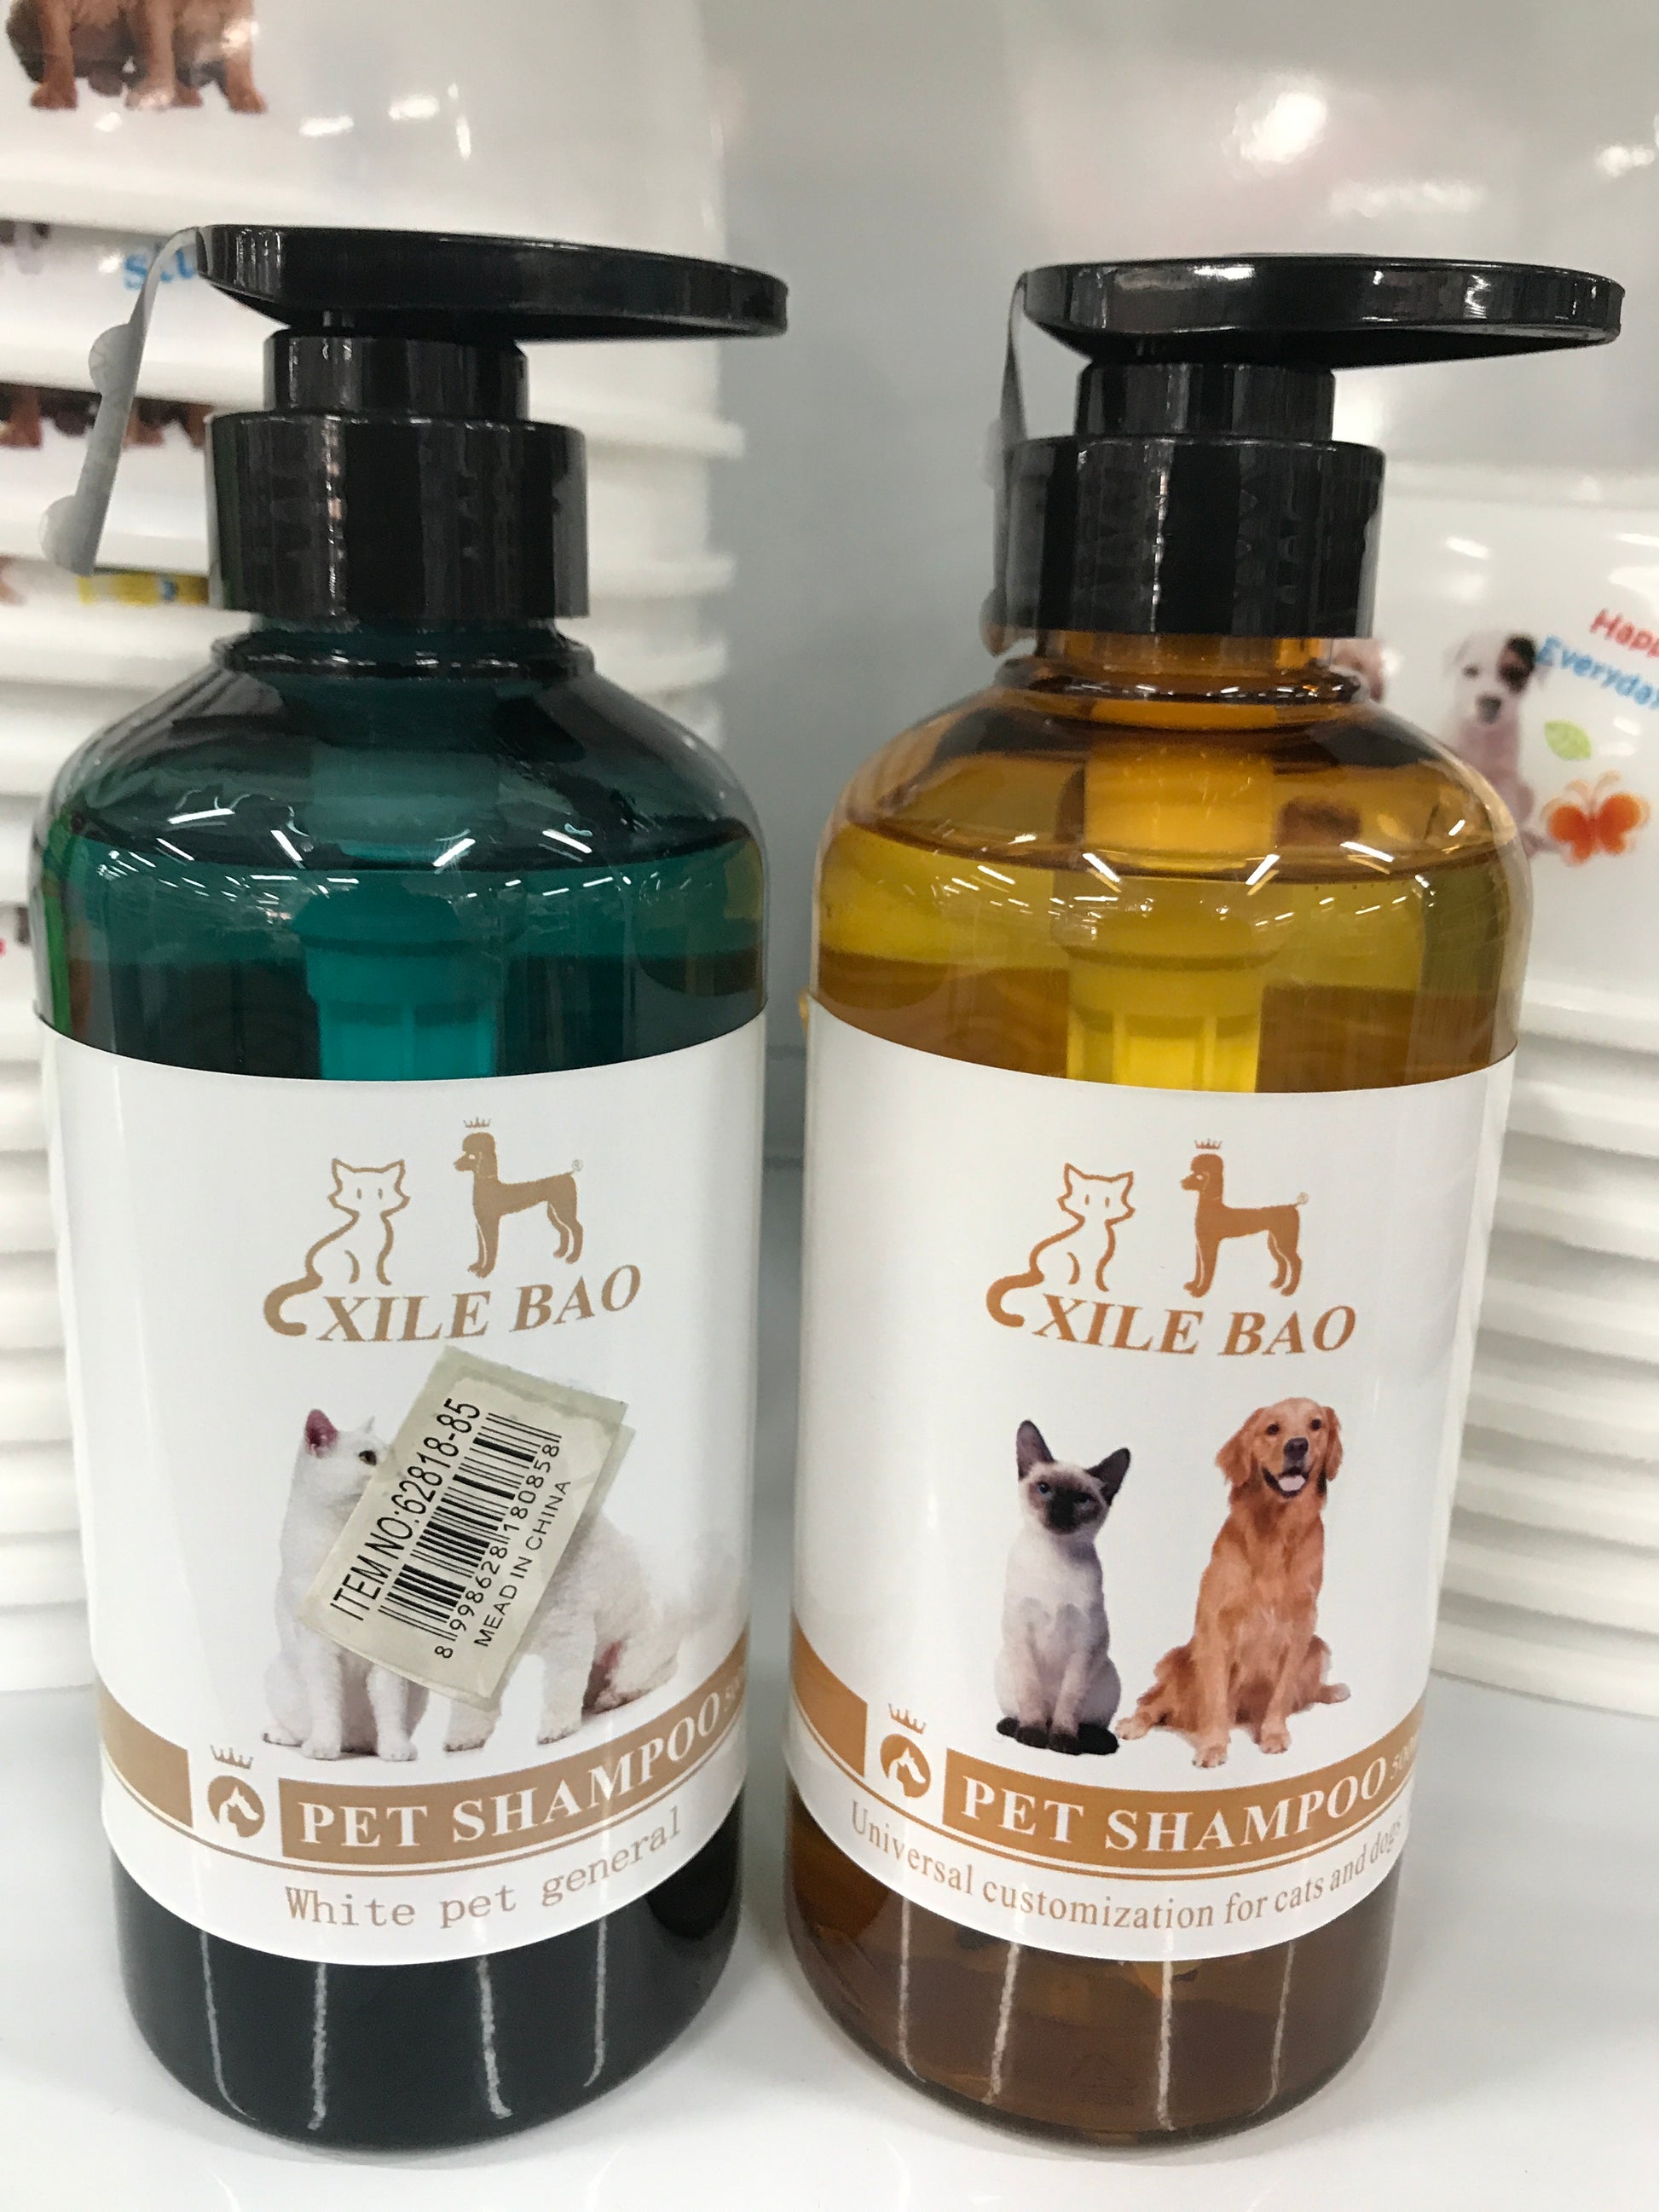 XILE BAO
ITEM NO:62818-85
8 998628 180858
MEAD IN CHINA
PET SHAMPOO
White pet general
XILE BAO
PET SHAMPOO
Universal customization for cats and dogs
Everyday